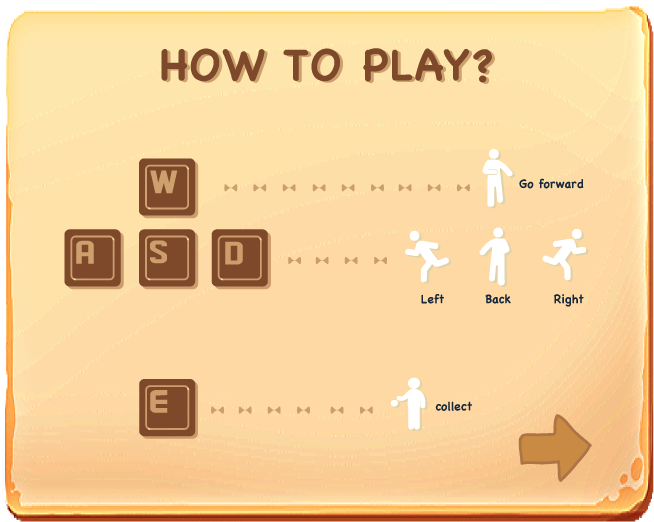 HOW TO PLAY?
W
Go forward
A S D
Left Back Right
E
collect